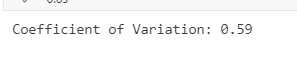 Coefficient of Variation: 0.59